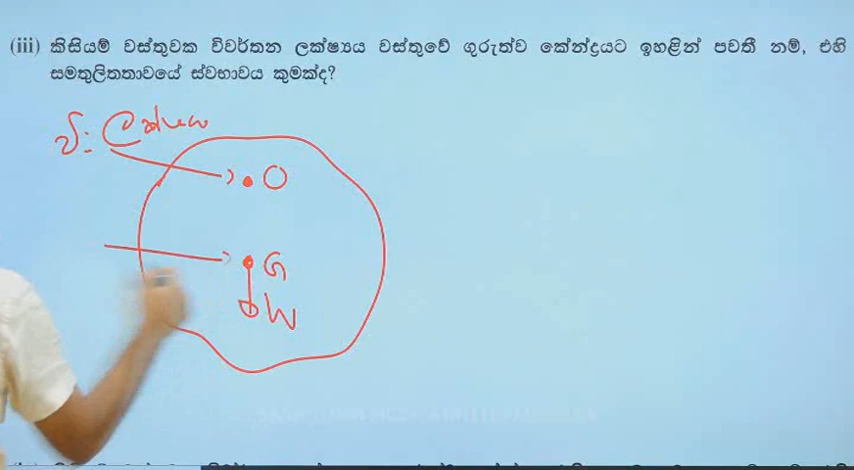 (iii) කිසියම් වස්තුවක විවර්තන ලක්ෂ්‍යය වස්තුවේ ගුරුත්ව කේන්ද්‍රයට ඉහළින් පවතී නම්, එහි
සමතුලිතතාවයේ ස්වභාවය කුමක්ද?
වි: ලක්ෂ්‍යය
O
G
W